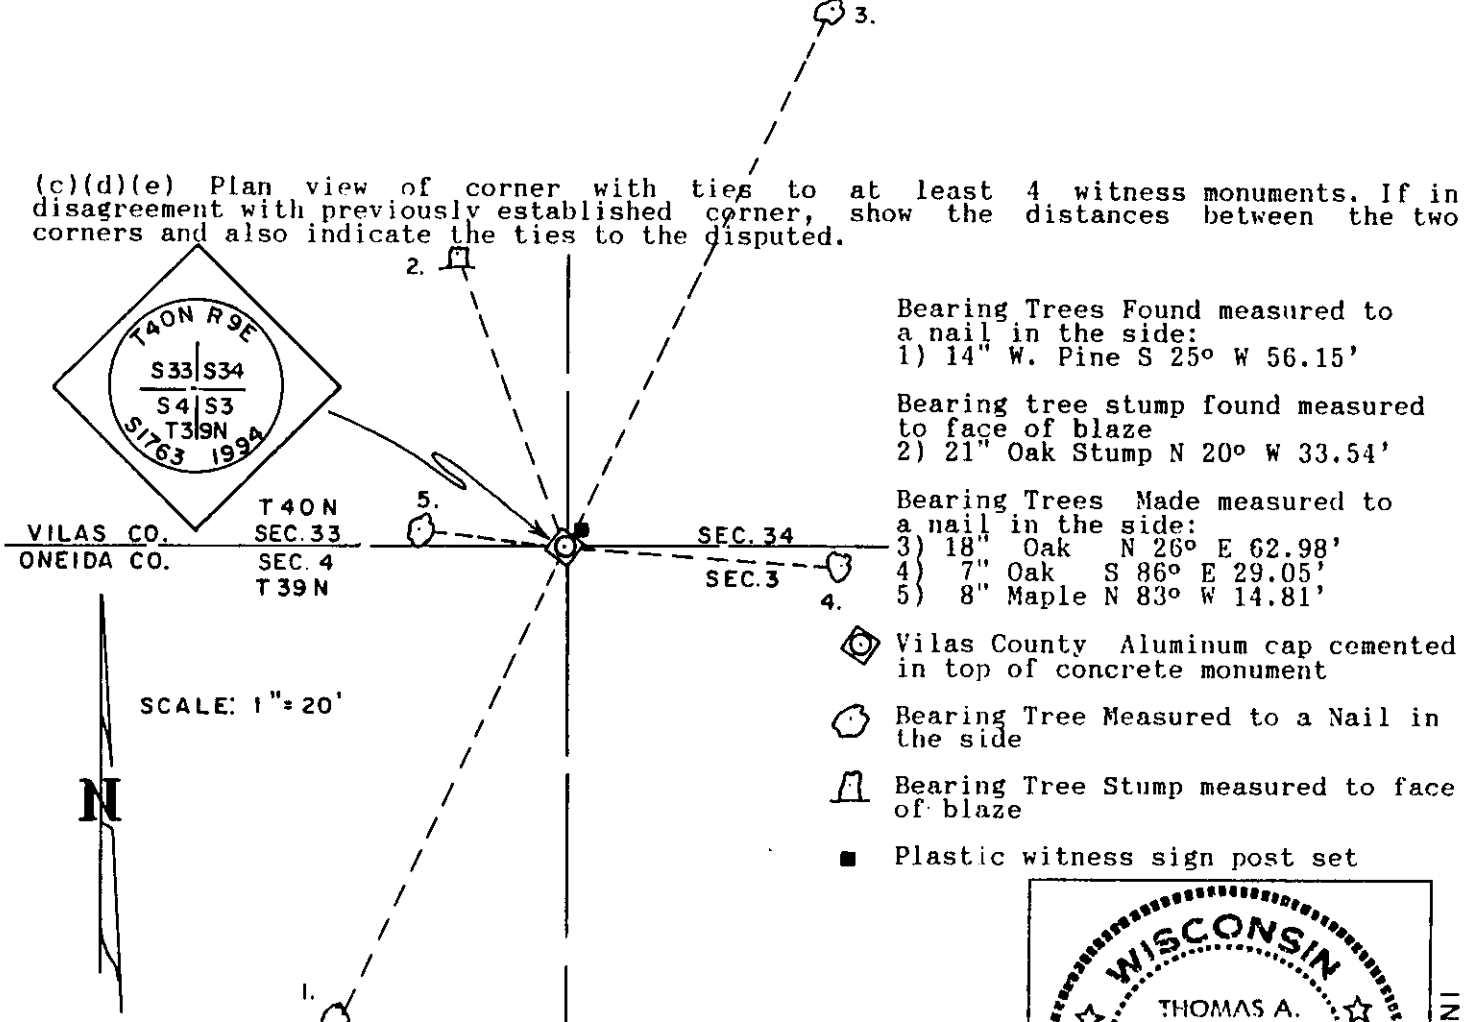 3.
(c)(d)(e) Plan view of corner with ties to at least 4 witness monuments. If in
disagreement with previously established corner, show the distances between the two
corners and also indicate the ties to the disputed.
2.
T40N R9E
S33 S34
S4 S3
T39N
S1763 1994
Bearing Trees Found measured to
a nail in the side:
1) 14" W. Pine S 25° W 56.15'
Bearing tree stump found measured
to face of blaze
2) 21" Oak Stump N 20° W 33.54'
Bearing Trees Made measured to
a nail in the side:
3) 18" Oak N 26° E 62.98'
4) 7" Oak S 86° E 29.05'
5) 8" Maple N 83° W 14.81'
5.
T40N
VILAS CO. SEC.33
ONEIDA CO. SEC. 4
T39N
SEC.34
SEC.3
4.
Vilas County Aluminum cap cemented
in top of concrete monument
SCALE: 1"=20'
Bearing Tree Measured to a Nail in
the side
N
Bearing Tree Stump measured to face
of blaze
Plastic witness sign post set
1.
WISCONSIN
THOMAS A.
IN